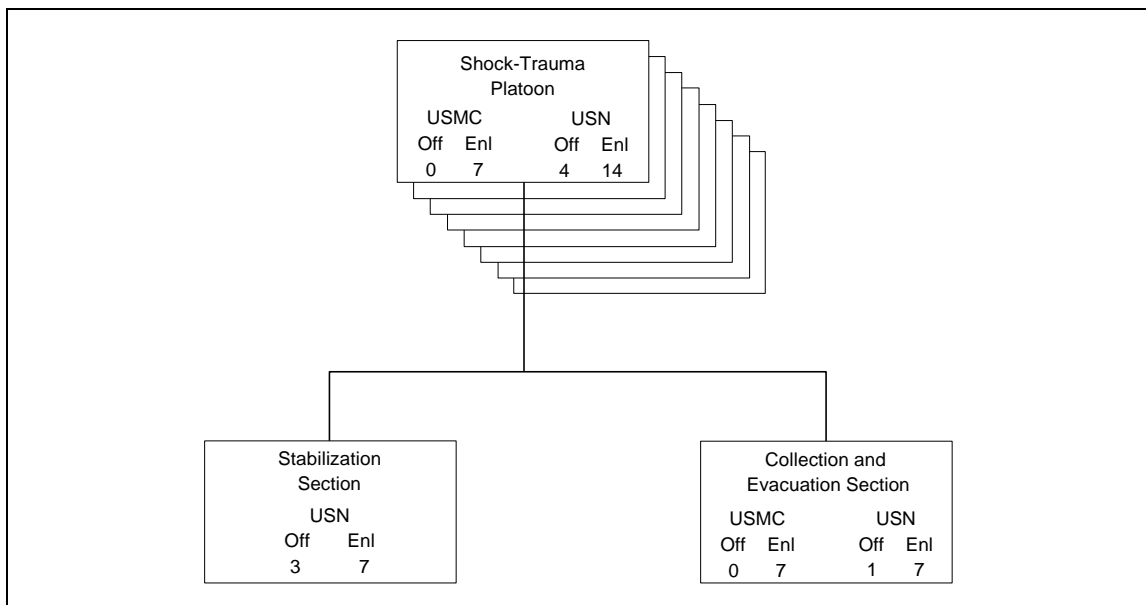 Shock-Trauma
Platoon
USMC USN
Off Enl Off Enl
0 7 4 14
Stabilization
Section
USN
Off Enl
3 7
Collection and
Evacuation Section
USMC USN
Off Enl Off Enl
0 7 1 7